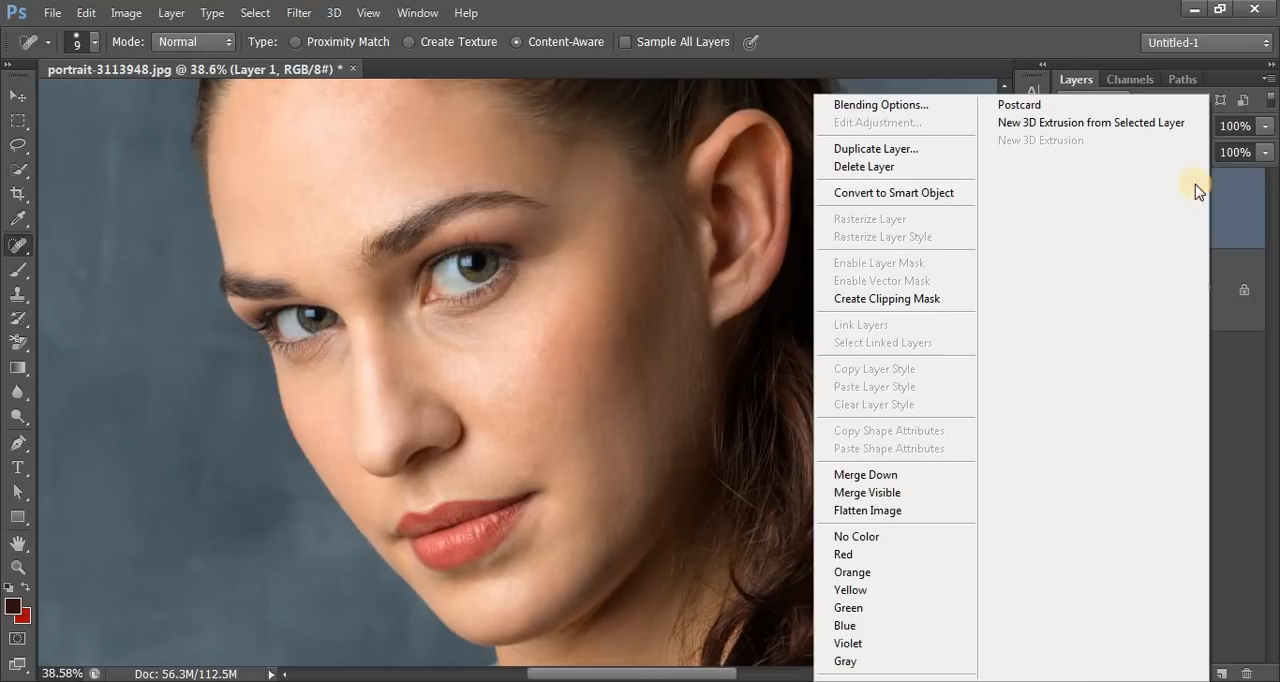 Ps File Edit Image Layer Type Select Filter 3D View Window Help
9 Mode: Normal Type: Proximity Match Create Texture Content-Aware Sample All Layers Untitled-1
portrait-3113948.jpg @ 38.6% (Layer 1, RGB/8#) * ×
Layers Channels Paths
100%
100%
Blending Options...
Edit Adjustment...
Duplicate Layer...
Delete Layer
Convert to Smart Object
Rasterize Layer
Rasterize Layer Style
Enable Layer Mask
Enable Vector Mask
Create Clipping Mask
Link Layers
Select Linked Layers
Copy Layer Style
Paste Layer Style
Clear Layer Style
Copy Shape Attributes
Paste Shape Attributes
Merge Down
Merge Visible
Flatten Image
No Color
Red
Orange
Yellow
Green
Blue
Violet
Gray
Postcard
New 3D Extrusion from Selected Layer
New 3D Extrusion
38.58% Doc: 56.3M/112.5M